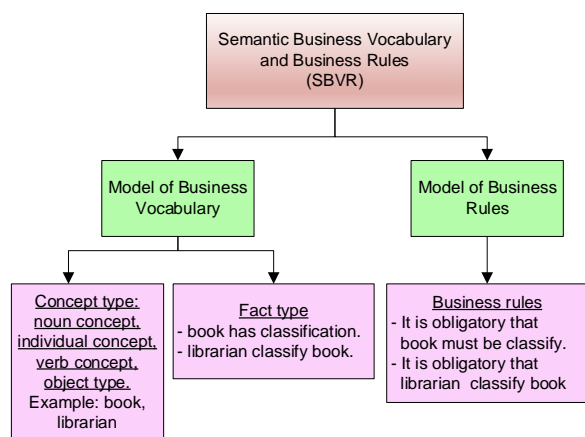 Semantic Business Vocabulary
and Business Rules
(SBVR)
Model of Business
Vocabulary
Model of Business
Rules
Concept type:
noun concept,
individual concept,
verb concept,
object type.
Example: book,
librarian
Fact type
- book has classification.
- librarian classify book.
Business rules
- It is obligatory that
book must be classify.
- It is obligatory that
librarian classify book